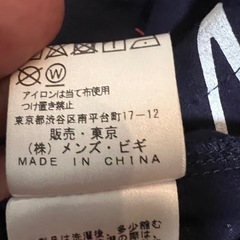 W
アイロンは当て布使用
つけ置き禁止
東京都渋谷区南平台町17-12
販売・東京
(株) メンズ・ビギ
MADE IN CHINA